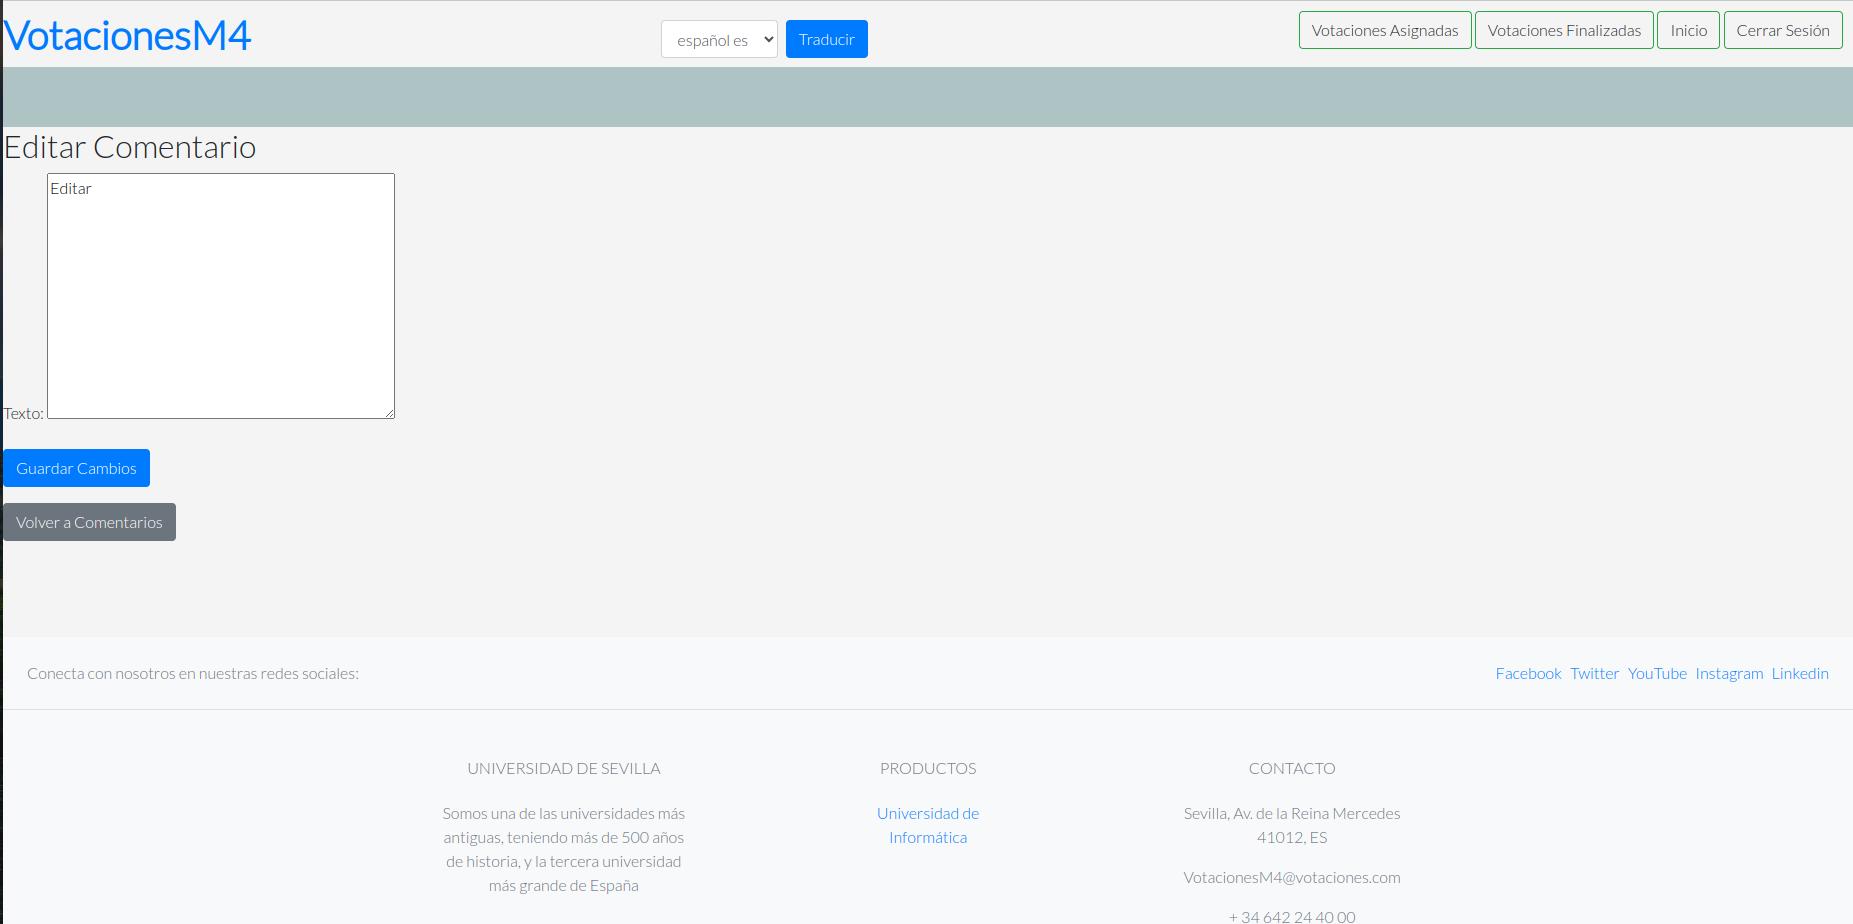 VotacionesM4
español es
Traducir
Votaciones Asignadas
Votaciones Finalizadas
Inicio
Cerrar Sesión
Editar Comentario
Editar
Texto:
Guardar Cambios
Volver a Comentarios
Conecta con nosotros en nuestras redes sociales:
Facebook Twitter YouTube Instagram Linkedin
UNIVERSIDAD DE SEVILLA
Somos una de las universidades más
antiguas, teniendo más de 500 años
de historia, y la tercera universidad
más grande de España
PRODUCTOS
Universidad de
Informática
CONTACTO
Sevilla, Av. de la Reina Mercedes
41012, ES
VotacionesM4@votaciones.com
+ 34 642 24 40 00